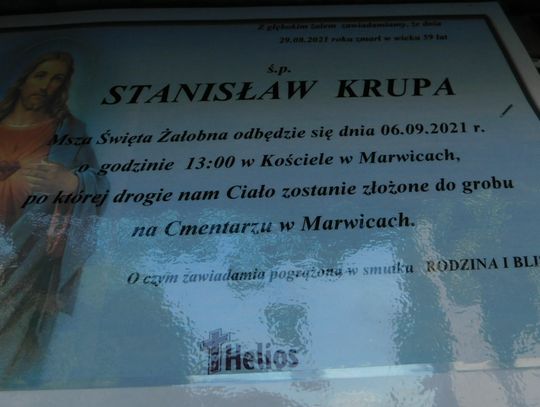 Z głębokim żalem zawiadamiamy, że dnia
29.08.2021 roku zmarł w wieku 59 lat
ś.p.
STANISŁAW KRUPA
Msza Święta Żałobna odbędzie się dnia 06.09.2021 r.
o godzinie 13:00 w Kościele w Marwicach,
po której drogie nam Ciało zostanie złożone do grobu
na Cmentarzu w Marwicach.
O czym zawiadamia pogrążona w smutku RODZINA I BLI
Helios